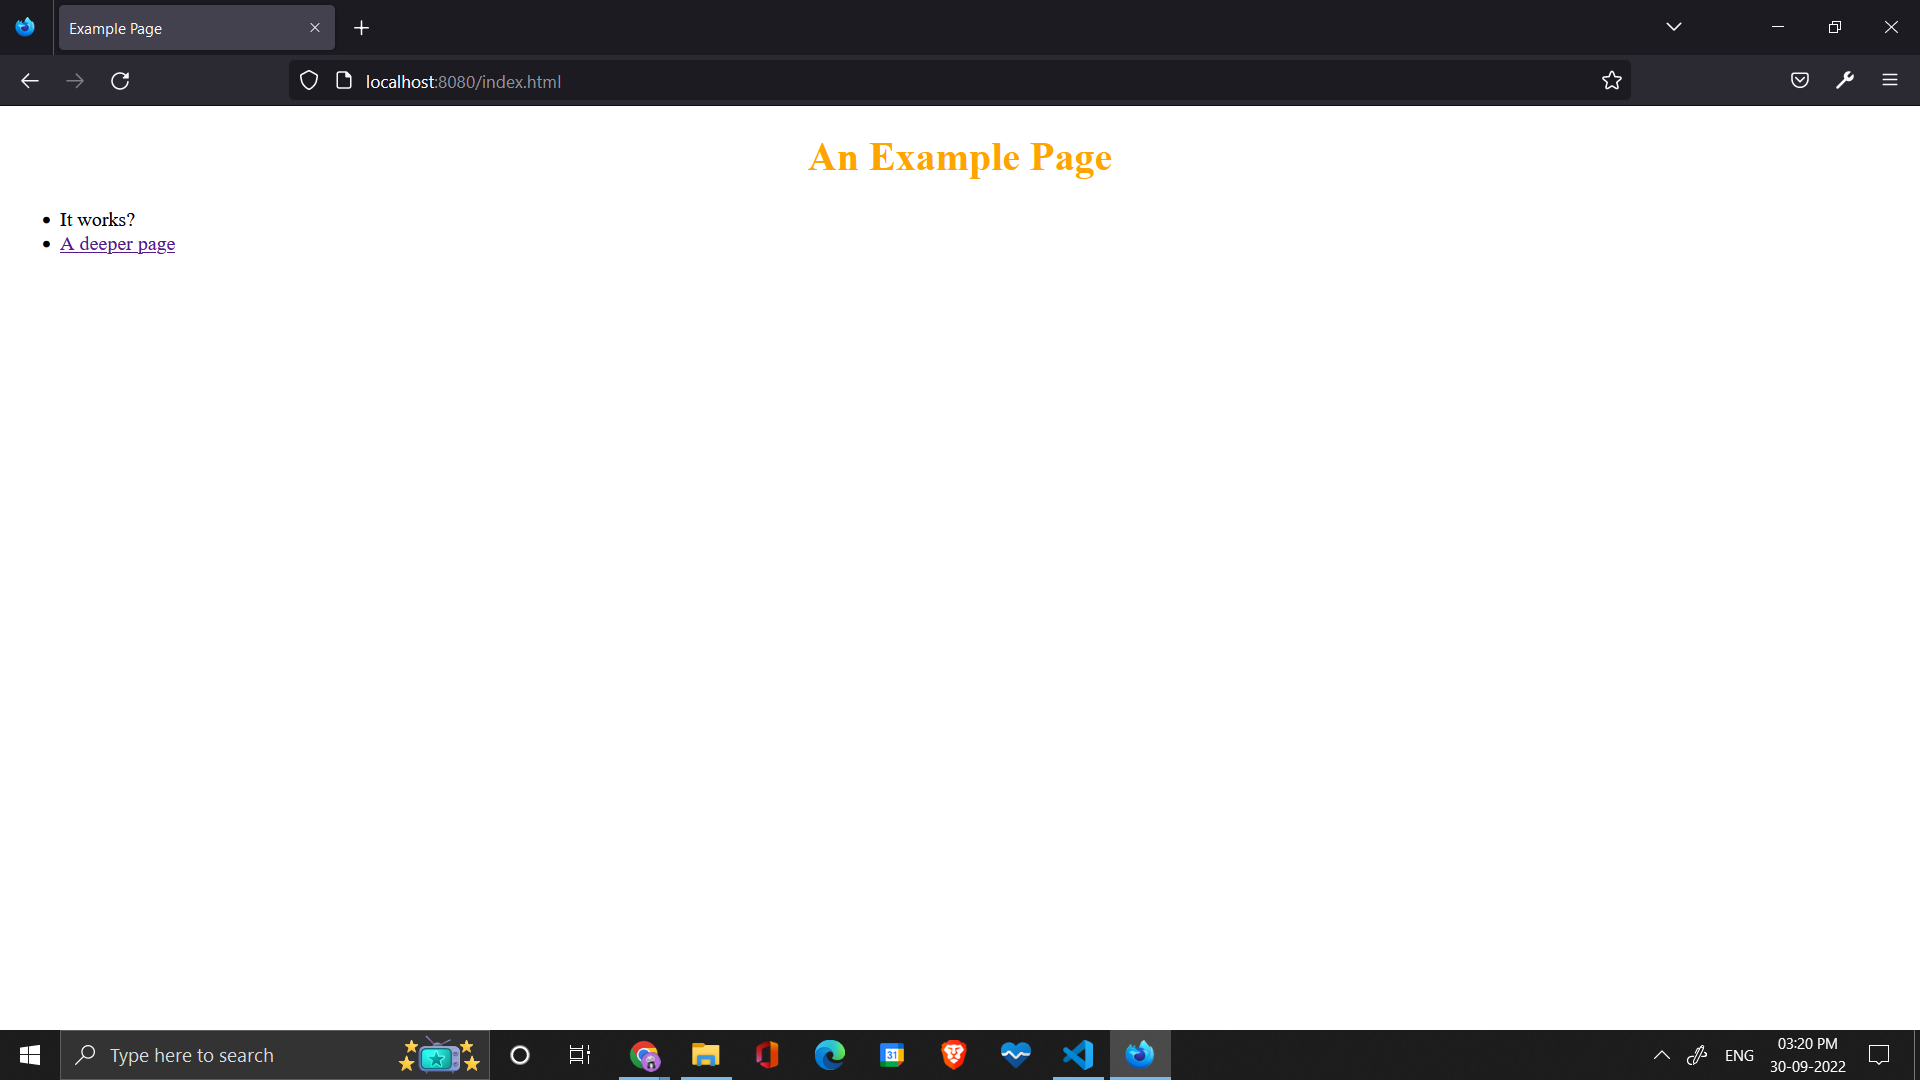 Example Page
localhost:8080/index.html
An Example Page
It works?
A deeper page
Type here to search
31
ENG
03:20 PM
30-09-2022